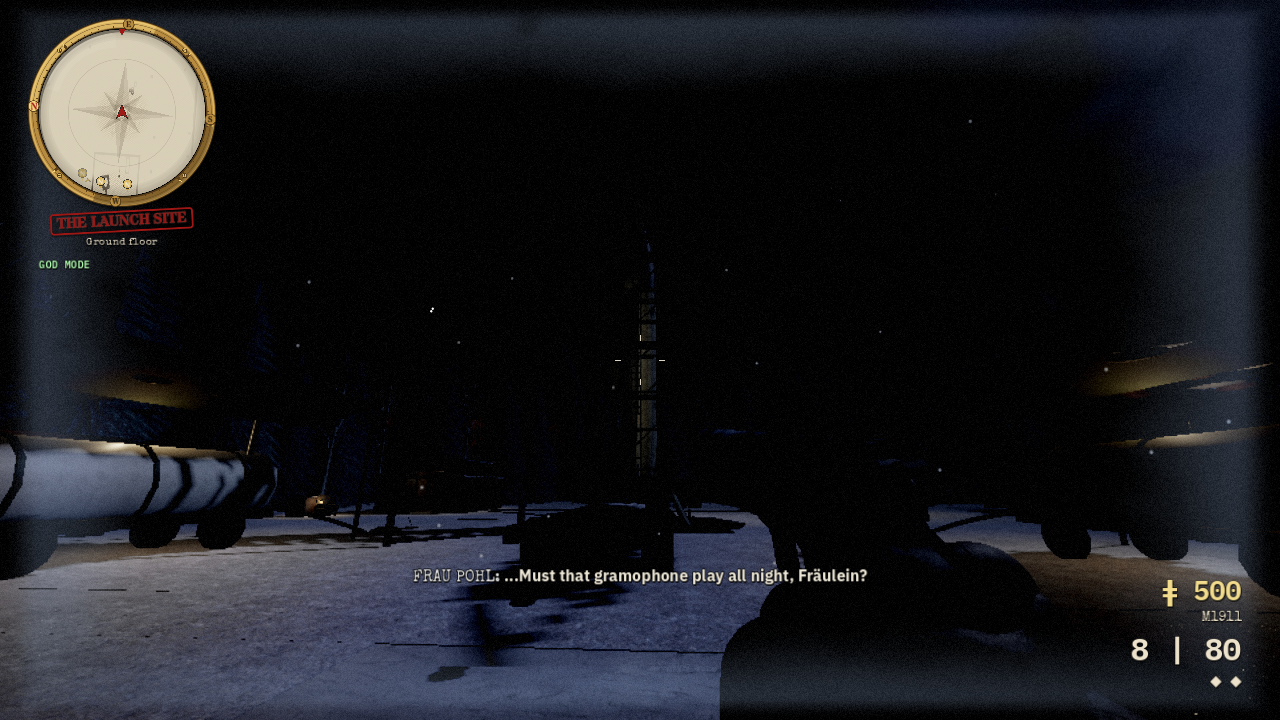 E
N
S
W
THE LAUNCH SITE
Ground floor
GOD MODE
FRAU POHL: ...Must that gramophone play all night, Fräulein?
500
M1911
8 | 80